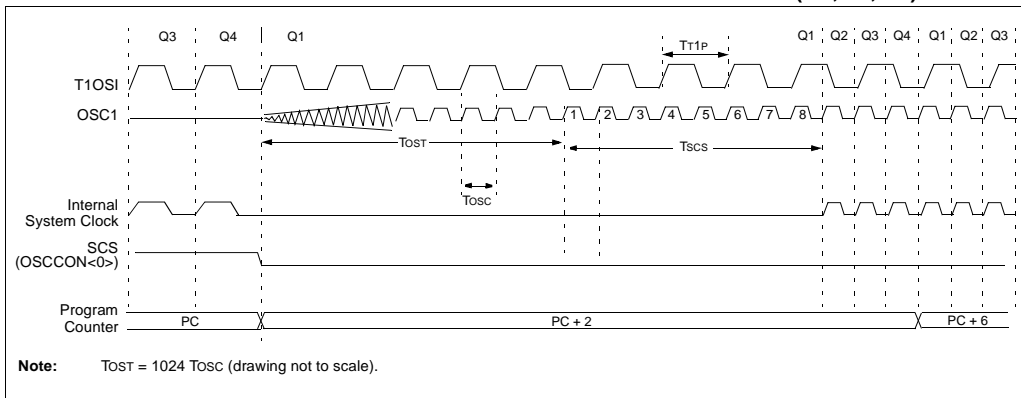 Q3 Q4 Q1 Q1 Q2 Q3 Q4 Q1 Q2 Q3
TT1P
T1OSI
OSC1
1 2 3 4 5 6 7 8
TOST
TSCS
TOSC
Internal
System Clock
SCS
(OSCCON<0>)
Program
Counter
PC PC + 2 PC + 6
Note: TOST = 1024 TOSC (drawing not to scale).